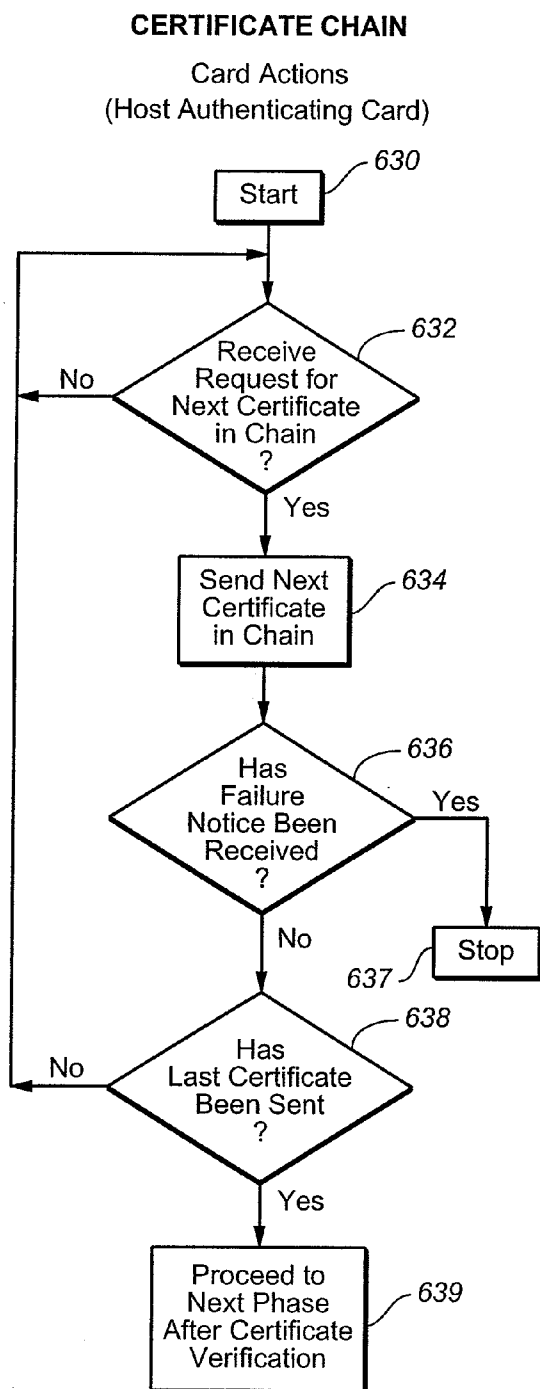 CERTIFICATE CHAIN
Card Actions
(Host Authenticating Card)
630
Start
632
Receive
Request for
Next Certificate
in Chain
?
No
Yes
634
Send Next
Certificate
in Chain
636
Has
Failure
Notice Been
Received
?
Yes
No
Stop
637
638
Has
Last Certificate
Been Sent
?
No
Yes
Proceed to
Next Phase
After Certificate
Verification
639